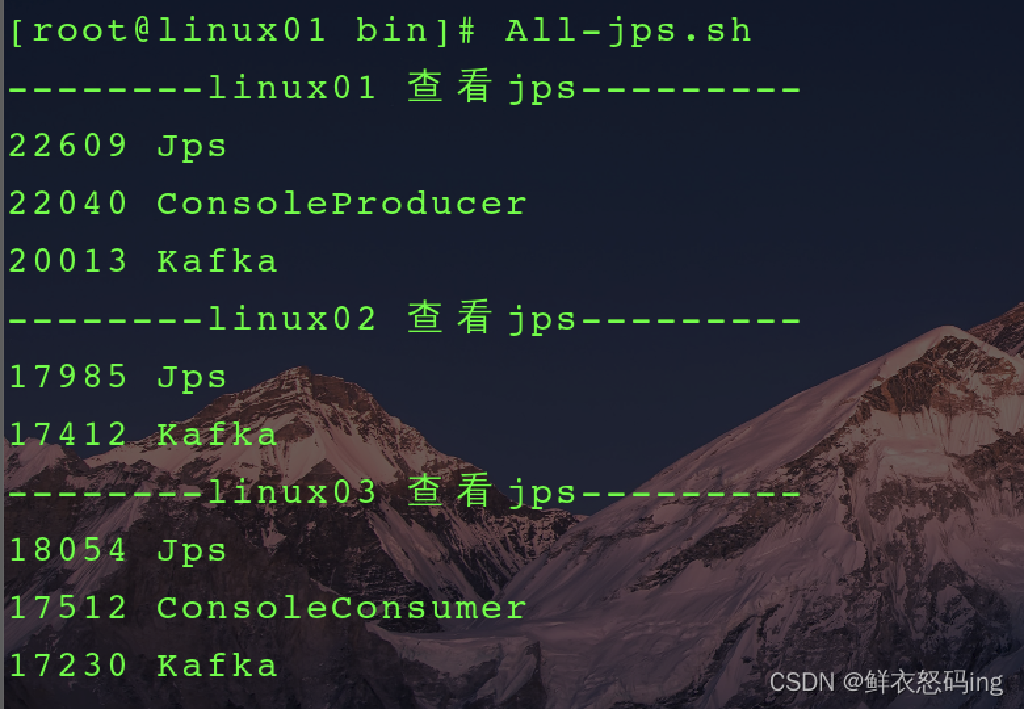 [root@linux01 bin]# All-jps.sh
--------linux01 查看jps---------
22609 Jps
22040 ConsoleProducer
20013 Kafka
--------linux02 查看jps---------
17985 Jps
17412 Kafka
--------linux03 查看jps---------
18054 Jps
17512 ConsoleConsumer
17230 Kafka
CSDN @鲜衣怒码ing